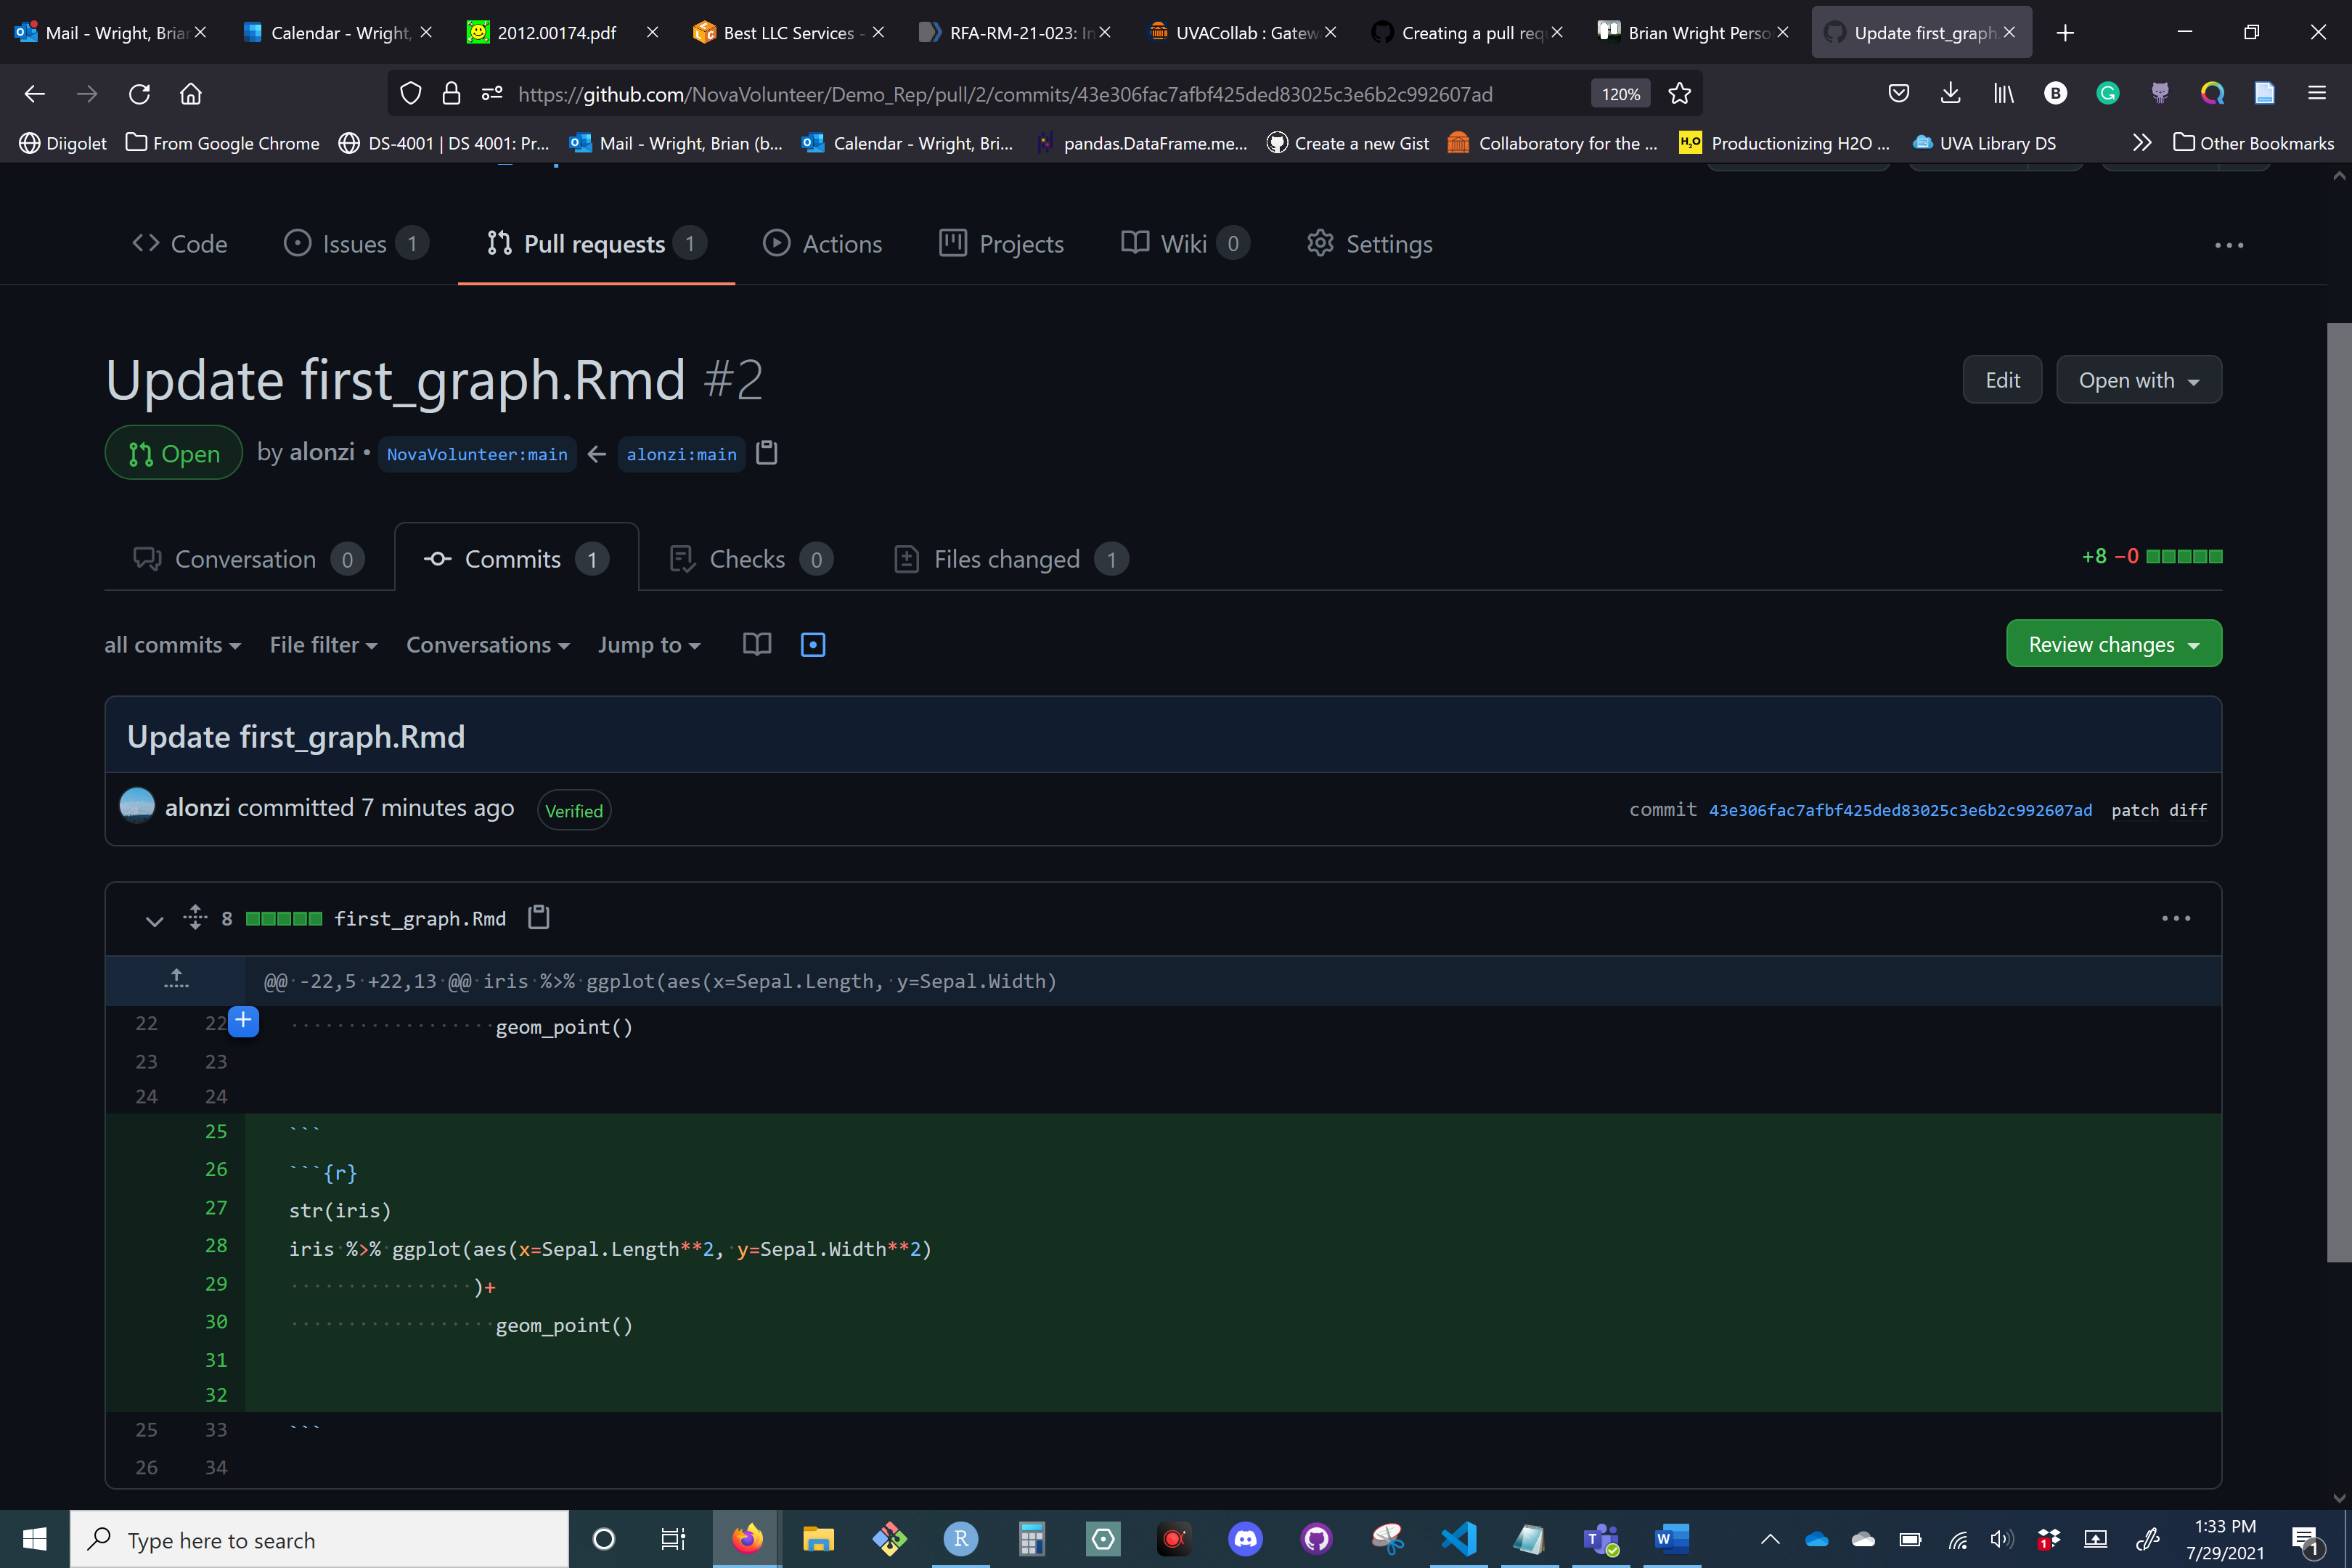 Mail - Wright, Briar
Calendar - Wright,
2012.00174.pdf
Best LLC Services -
RFA-RM-21-023: In
UVACollab : Gatew
Creating a pull requ
Brian Wright Perso
Update first_graph.
https://github.com/NovaVolunteer/Demo_Rep/pull/2/commits/43e306fac7afbf425ded83025c3e6b2c992607ad
120%
Diigolet
From Google Chrome
DS-4001 | DS 4001: Pr...
Mail - Wright, Brian (b...
Calendar - Wright, Bri...
pandas.DataFrame.me...
Create a new Gist
Collaboratory for the ...
H₂O Productionizing H2O ...
UVA Library DS
Other Bookmarks
Code
Issues 1
Pull requests 1
Actions
Projects
Wiki 0
Settings
Update first_graph.Rmd #2
Edit
Open with
Open by alonzi • NovaVolunteer:main ← alonzi:main
Conversation 0
Commits 1
Checks 0
Files changed 1
+8 −0
all commits
File filter
Conversations
Jump to
Review changes
Update first_graph.Rmd
alonzi committed 7 minutes ago Verified
commit 43e306fac7afbf425ded83025c3e6b2c992607ad patch diff
8 first_graph.Rmd
@@ -22,5 +22,13 @@ iris %>% ggplot(aes(x=Sepal.Length, y=Sepal.Width)
22 22 + geom_point()
23 23
24 24
25 ```
26 ```{r}
27 str(iris)
28 iris %>% ggplot(aes(x=Sepal.Length**2, y=Sepal.Width**2)
29 )+
30 geom_point()
31
32
25 33 ```
26 34
Type here to search
1:33 PM
7/29/2021
1